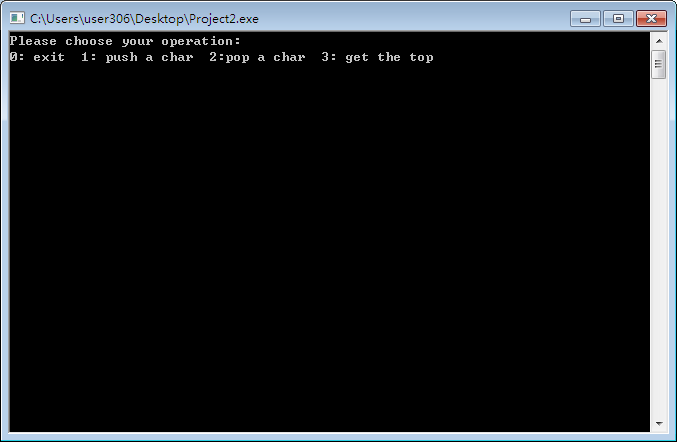 C:\Users\user306\Desktop\Project2.exe
Please choose your operation:
0: exit  1: push a char  2:pop a char  3: get the top